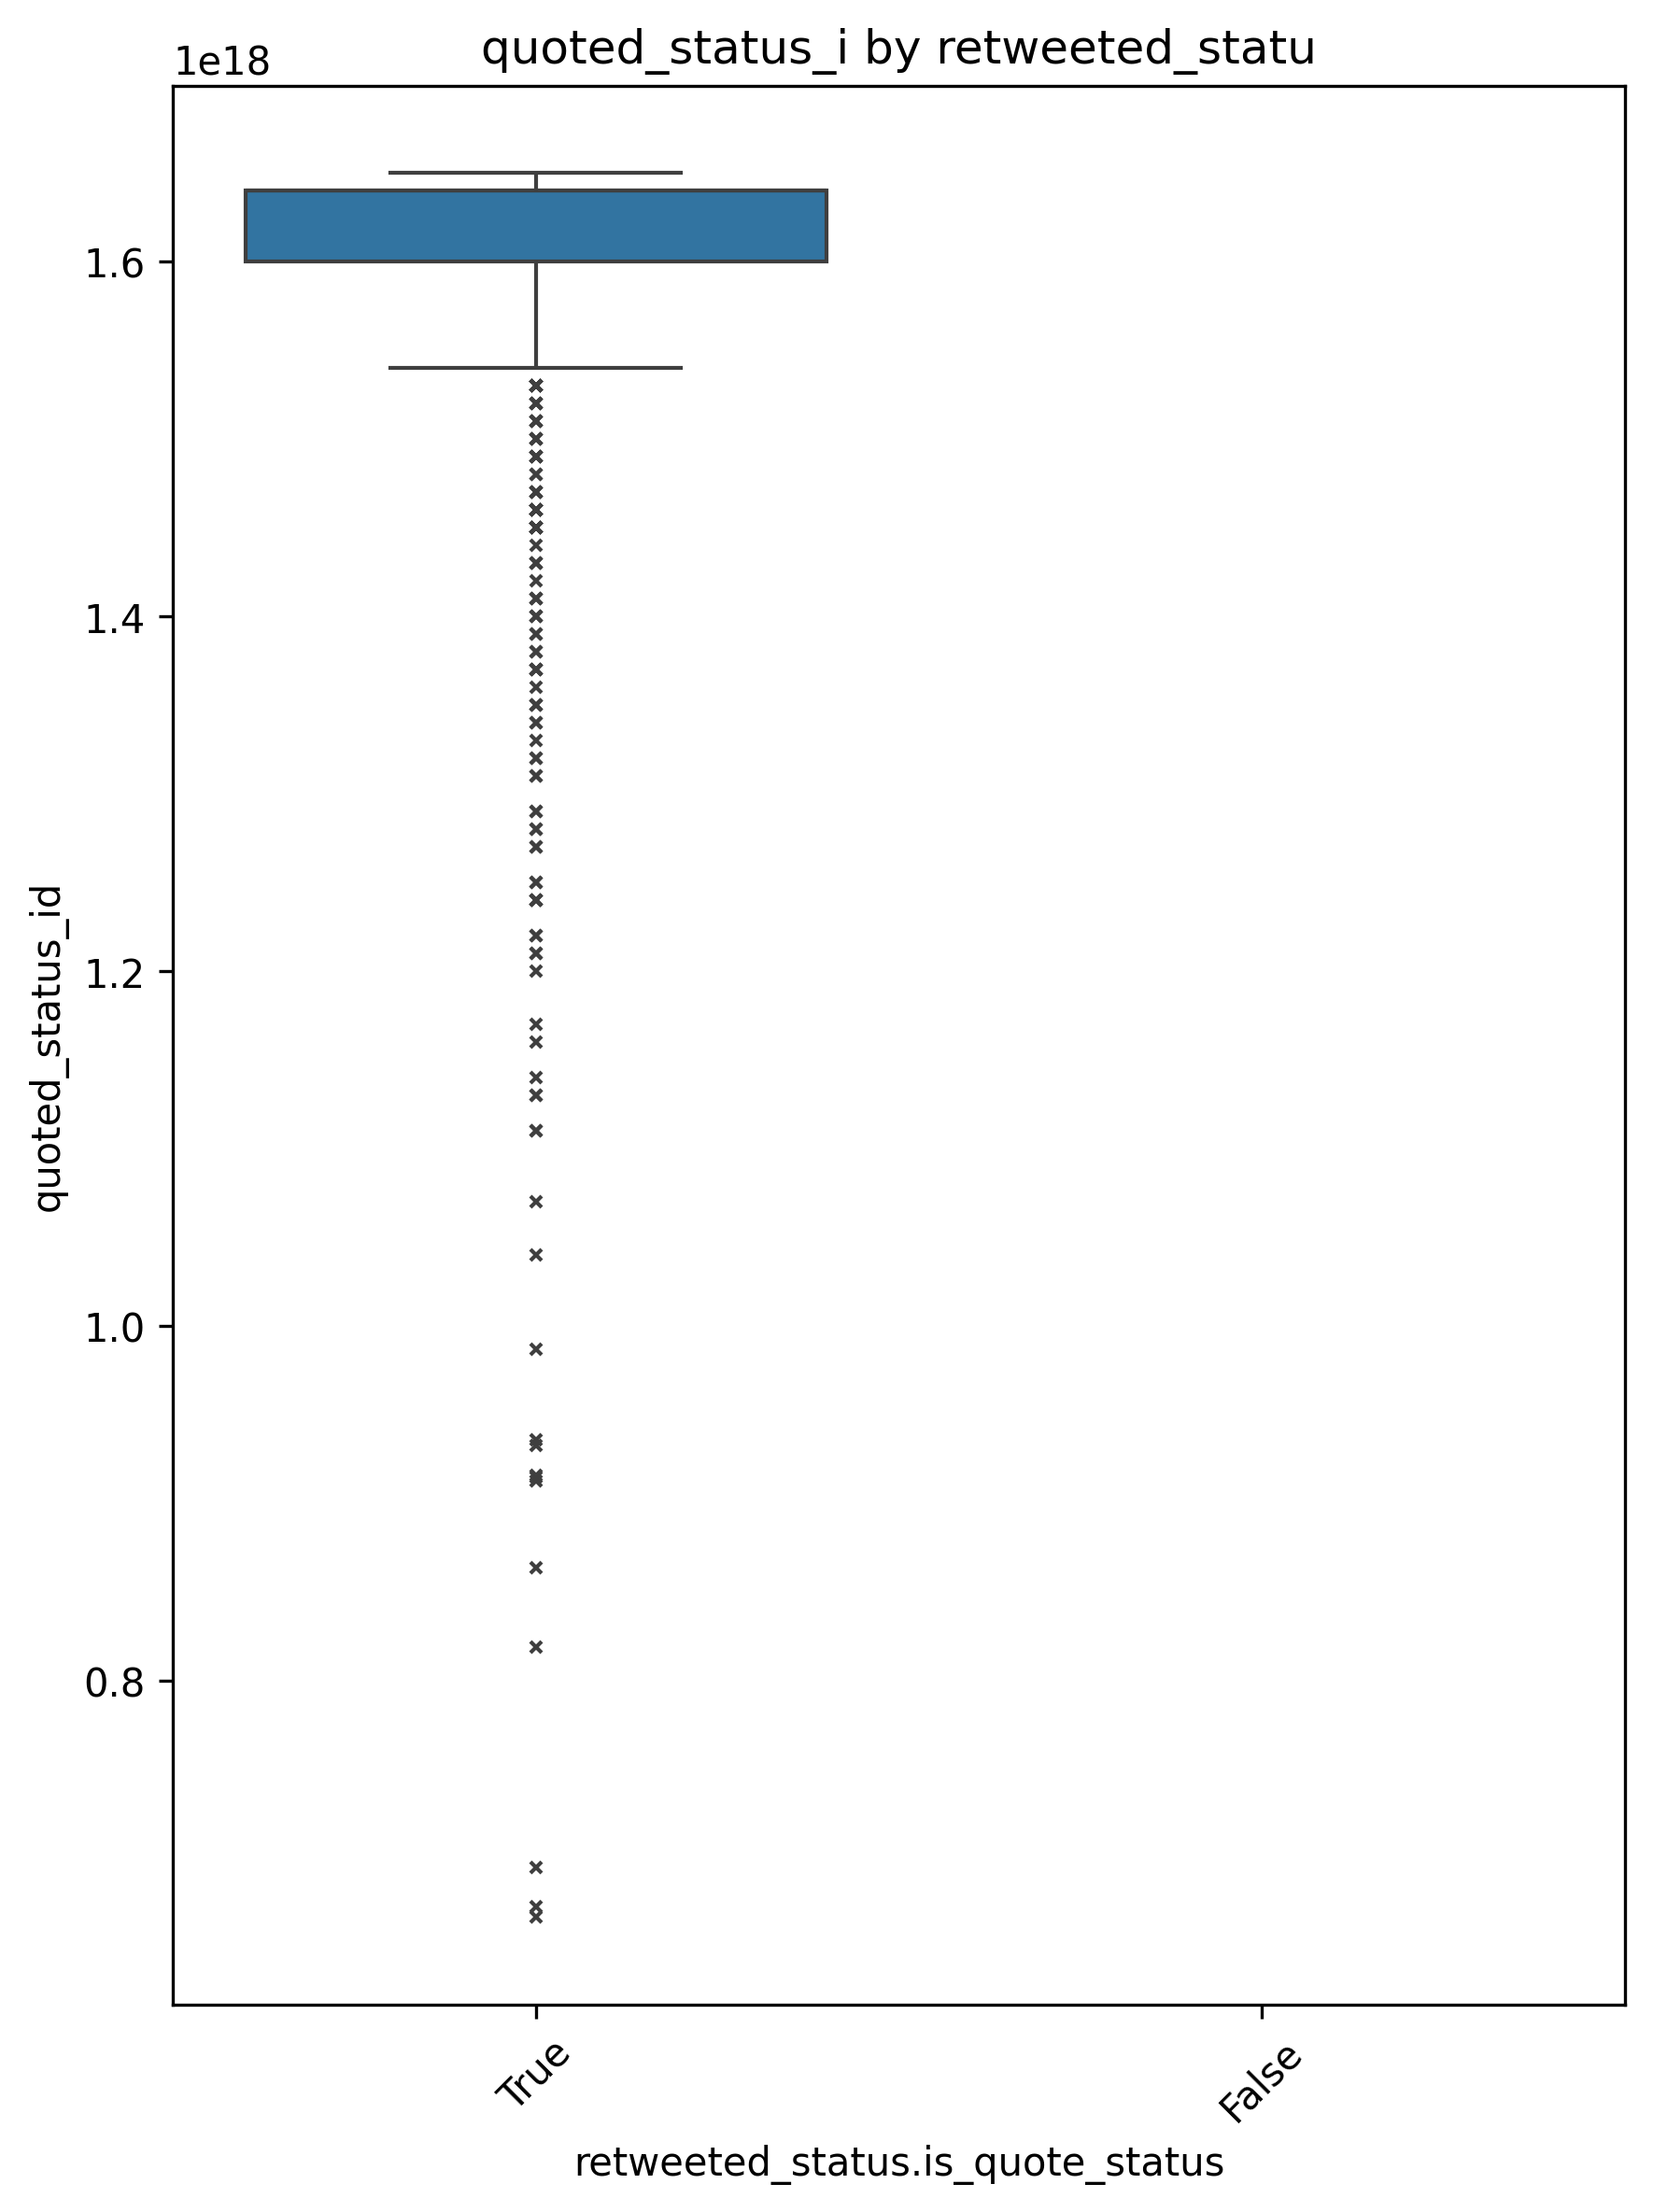 quoted_status_i by retweeted_statu
1e18
1.6
1.4
1.2
1.0
0.8
quoted_status_id
True
False
retweeted_status.is_quote_status